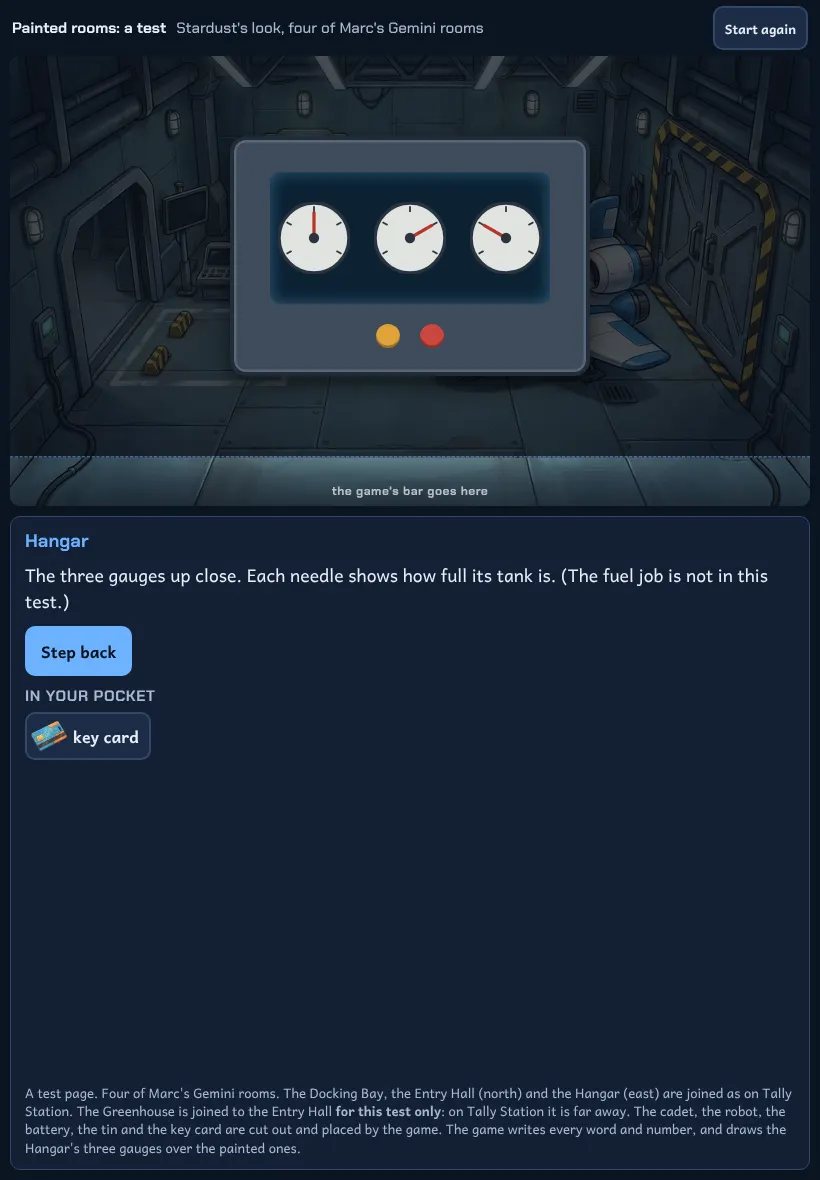 Painted rooms: a test Stardust's look, four of Marc's Gemini rooms
Start again
the game's bar goes here
Hangar
The three gauges up close. Each needle shows how full its tank is. (The fuel job is not in this
test.)
Step back
IN YOUR POCKET
key card
A test page. Four of Marc's Gemini rooms. The Docking Bay, the Entry Hall (north) and the Hangar (east) are joined as on Tally
Station. The Greenhouse is joined to the Entry Hall for this test only: on Tally Station it is far away. The cadet, the robot, the
battery, the tin and the key card are cut out and placed by the game. The game writes every word and number, and draws the
Hangar's three gauges over the painted ones.